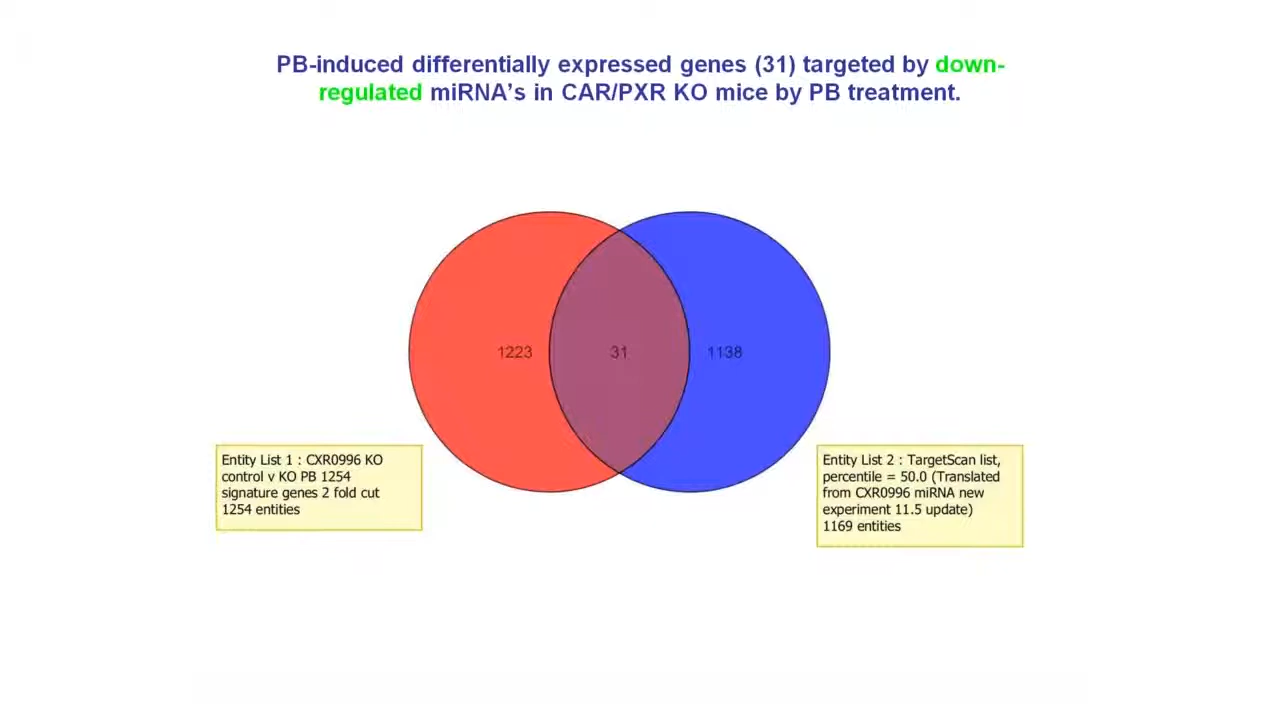 PB-induced differentially expressed genes (31) targeted by down-
regulated miRNA’s in CAR/PXR KO mice by PB treatment.
1223
31
1138
Entity List 1 : CXR0996 KO
control v KO PB 1254
signature genes 2 fold cut
1254 entities
Entity List 2 : TargetScan list,
percentile = 50.0 (Translated
from CXR0996 miRNA new
experiment 11.5 update)
1169 entities